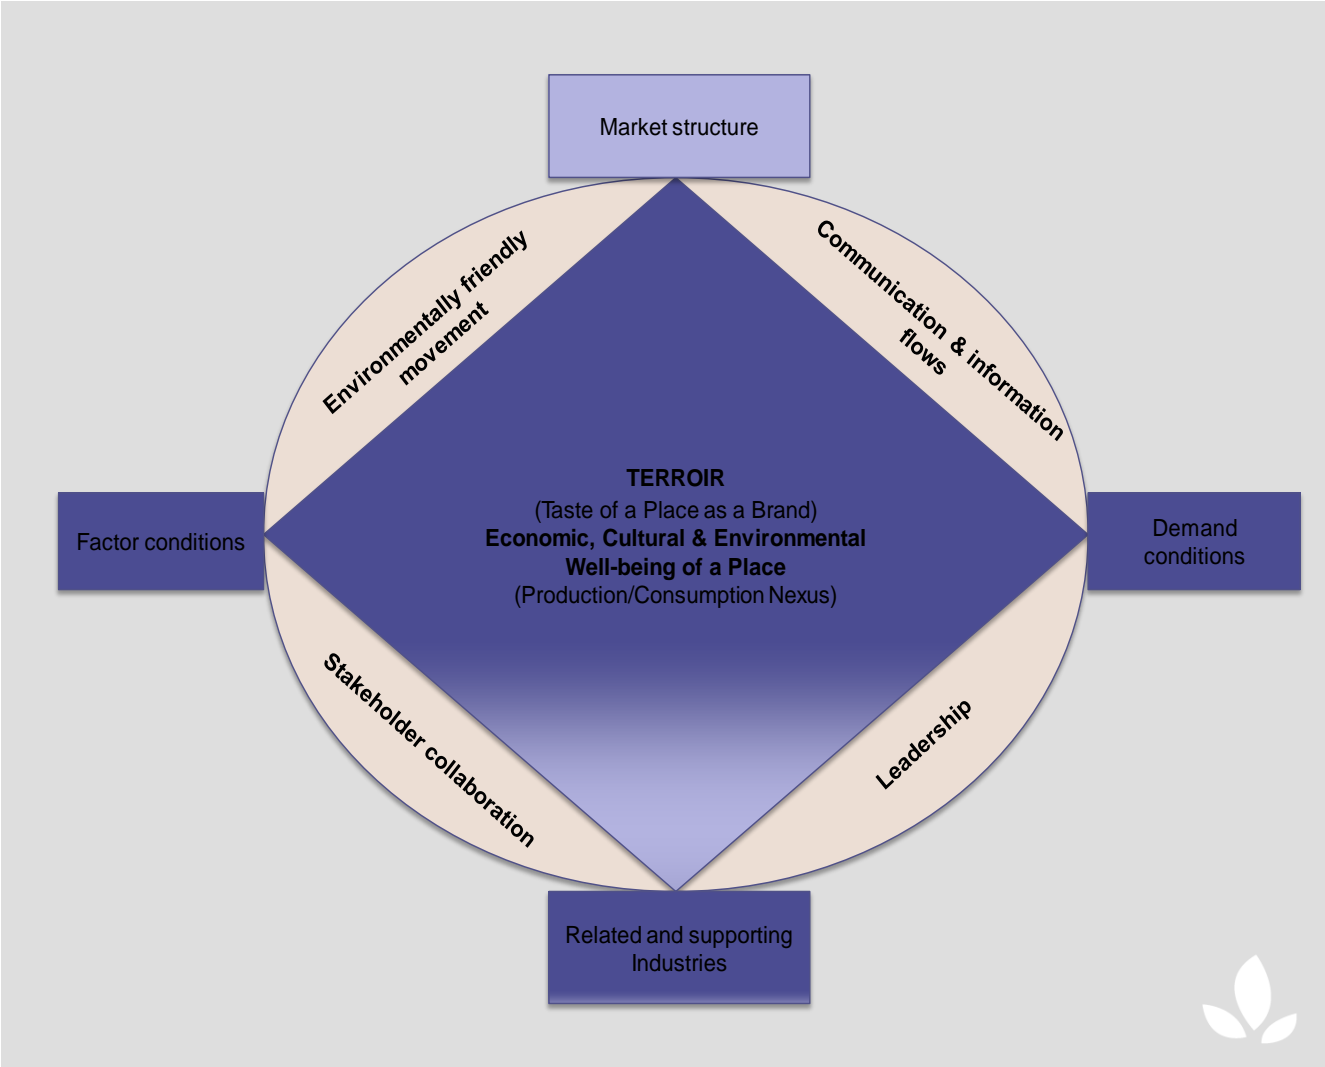 Market structure
Environmentally friendly
movement
Communication & information
flows
Factor conditions
TERROIR
(Taste of a Place as a Brand)
Economic, Cultural & Environmental
Well-being of a Place
(Production/Consumption Nexus)
Demand
conditions
Stakeholder collaboration
Leadership
Related and supporting
Industries